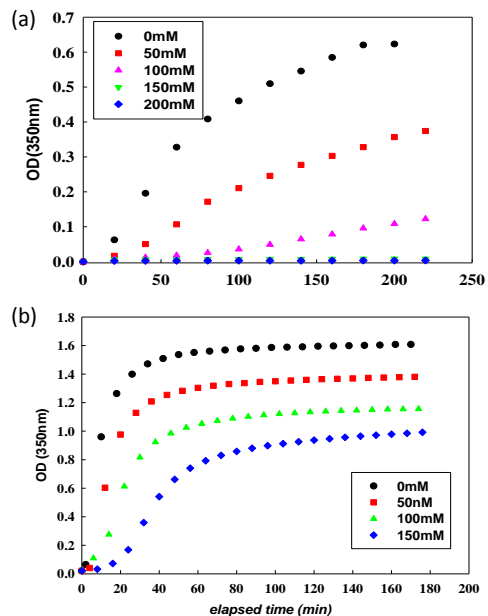 (a)
0.7
0.6
0.5
0.4
0.3
0.2
0.1
0.0
OD(350nm)
0mM
50mM
100mM
150mM
200mM
0 50 100 150 200 250
(b)
1.8
1.6
1.4
1.2
1.0
0.8
0.6
0.4
0.2
0.0
OD (350nm)
0mM
50nM
100mM
150mM
0 20 40 60 80 100 120 140 160 180 200
elapsed time (min)